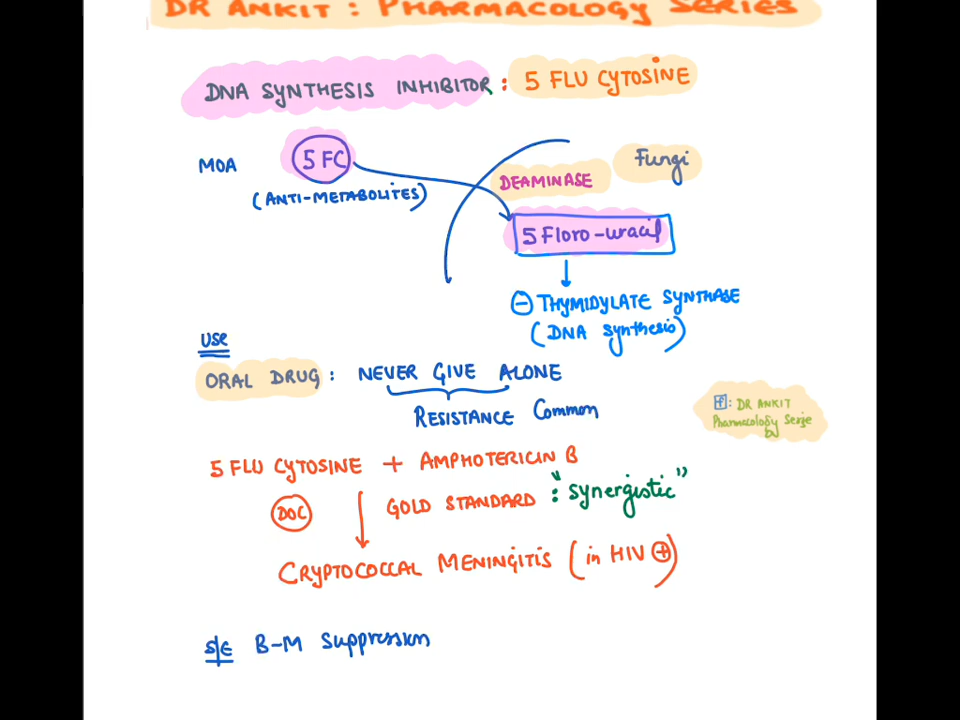 DR ANKIT : PHARMACOLOGY SERIES
DNA SYNTHESIS INHIBITOR : 5 FLU CYTOSINE
MOA
5 FC
(ANTI-METABOLITES)
DEAMINASE
Fungi
5 Floro-uracil
⊖ THYMIDYLATE SYNTHASE
(DNA synthesis)
USE
ORAL DRUG : NEVER GIVE ALONE
RESISTANCE Common
f : DR ANKIT
Pharmacology Serie
5 FLU CYTOSINE + AMPHOTERICIN B
DOC
GOLD STANDARD : "synergistic"
CRYPTOCOCCAL MENINGITIS (in HIV ⊕)
S/E B-M Suppression